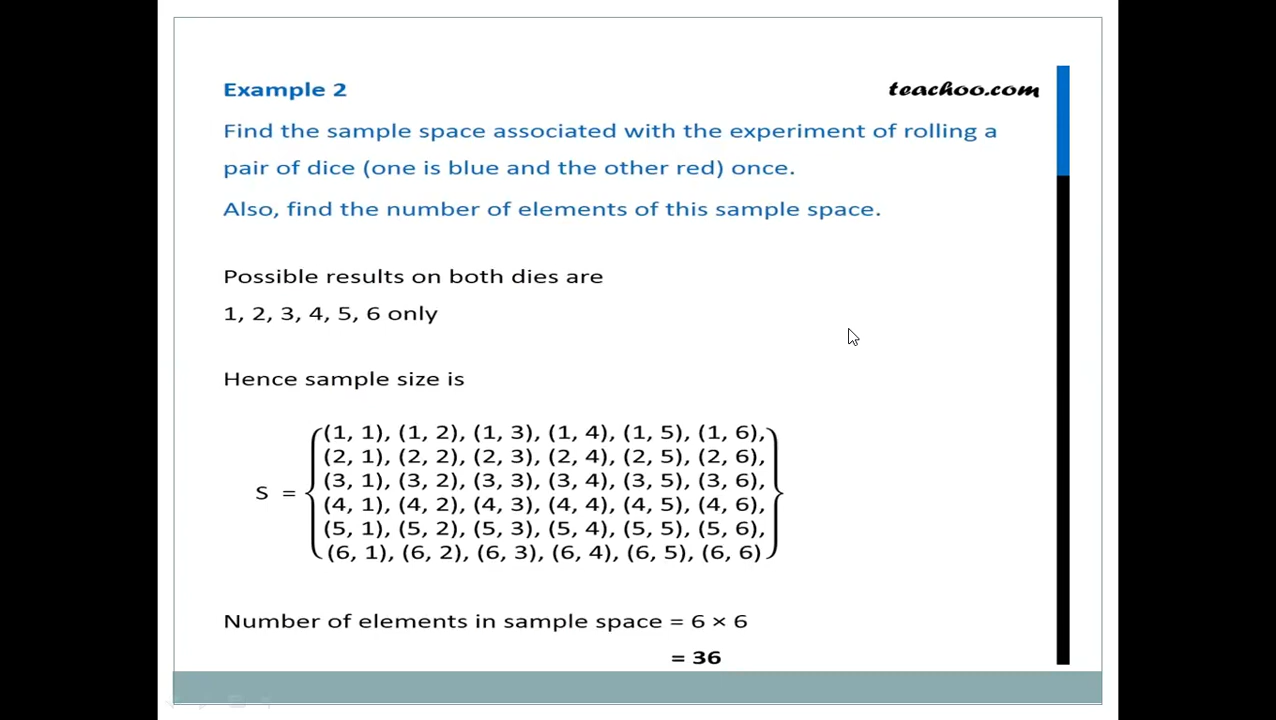 Example 2
teachoo.com
Find the sample space associated with the experiment of rolling a
pair of dice (one is blue and the other red) once.
Also, find the number of elements of this sample space.
Possible results on both dies are
1, 2, 3, 4, 5, 6 only
Hence sample size is
(1, 1), (1, 2), (1, 3), (1, 4), (1, 5), (1, 6),
(2, 1), (2, 2), (2, 3), (2, 4), (2, 5), (2, 6),
(3, 1), (3, 2), (3, 3), (3, 4), (3, 5), (3, 6),
S = (4, 1), (4, 2), (4, 3), (4, 4), (4, 5), (4, 6),
(5, 1), (5, 2), (5, 3), (5, 4), (5, 5), (5, 6),
(6, 1), (6, 2), (6, 3), (6, 4), (6, 5), (6, 6)
Number of elements in sample space = 6 × 6
= 36